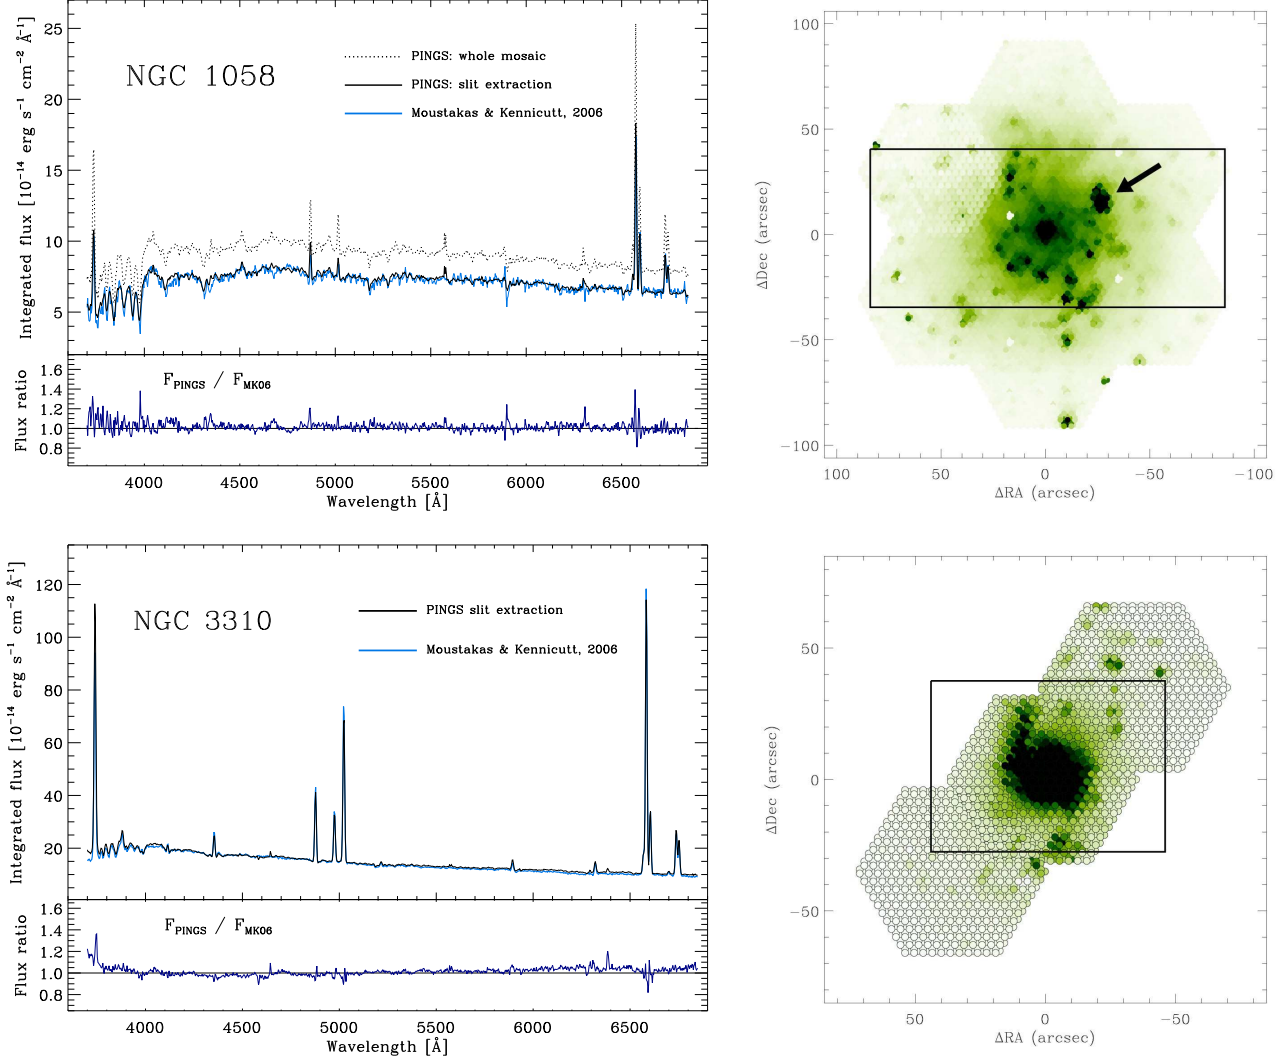 NGC 1058
PINGS: whole mosaic
PINGS: slit extraction
Moustakas & Kennicutt, 2006
Integrated flux [10⁻¹⁴ erg s⁻¹ cm⁻² Å⁻¹]
25
20
15
10
5
F_PINGS / F_MK06
Flux ratio
1.6
1.4
1.2
1.0
0.8
4000 4500 5000 5500 6000 6500
Wavelength [Å]
ΔDec (arcsec)
100
50
0
−50
−100
100 50 0 −50 −100
ΔRA (arcsec)
NGC 3310
PINGS slit extraction
Moustakas & Kennicutt, 2006
Integrated flux [10⁻¹⁴ erg s⁻¹ cm⁻² Å⁻¹]
120
100
80
60
40
20
F_PINGS / F_MK06
Flux ratio
1.6
1.4
1.2
1.0
0.8
4000 4500 5000 5500 6000 6500
Wavelength [Å]
ΔDec (arcsec)
50
0
−50
50 0 −50
ΔRA (arcsec)